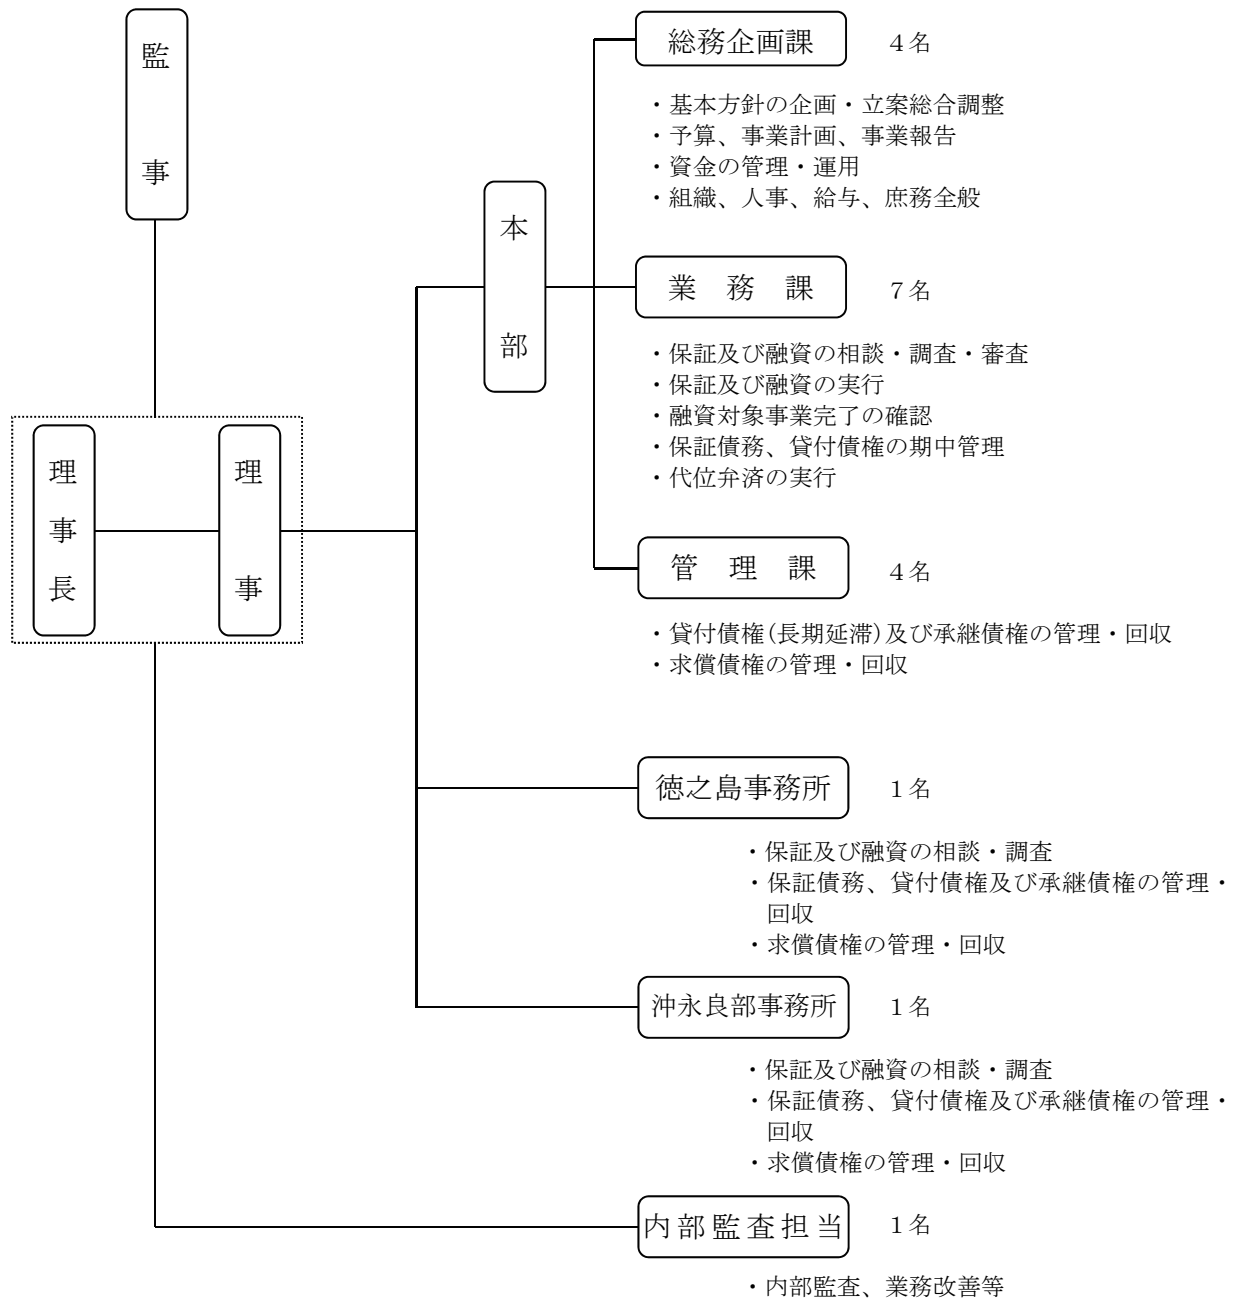 監事
総務企画課 4名
・基本方針の企画・立案総合調整
・予算、事業計画、事業報告
・資金の管理・運用
・組織、人事、給与、庶務全般
本部
業務課 7名
・保証及び融資の相談・調査・審査
・保証及び融資の実行
・融資対象事業完了の確認
・保証債務、貸付債権の期中管理
・代位弁済の実行
理事長
理事
管理課 4名
・貸付債権(長期延滞)及び承継債権の管理・回収
・求償債権の管理・回収
徳之島事務所 1名
・保証及び融資の相談・調査
・保証債務、貸付債権及び承継債権の管理・
回収
・求償債権の管理・回収
沖永良部事務所 1名
・保証及び融資の相談・調査
・保証債務、貸付債権及び承継債権の管理・
回収
・求償債権の管理・回収
内部監査担当 1名
・内部監査、業務改善等